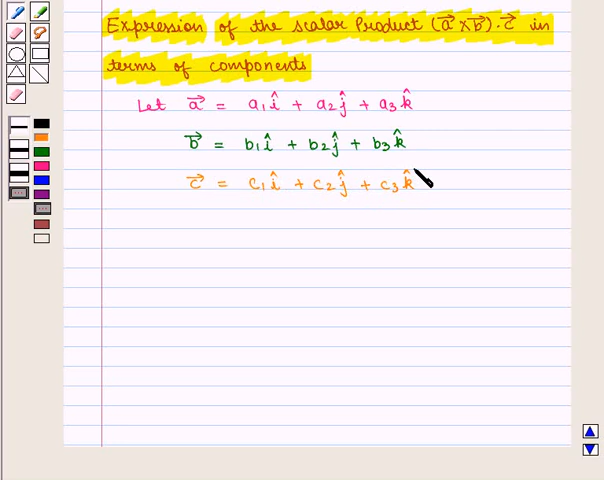 Expression of the scalar Product (a⃗ × b⃗) · c⃗ in
terms of components
Let a⃗ = a₁î + a₂ĵ + a₃k̂
b⃗ = b₁î + b₂ĵ + b₃k̂
c⃗ = c₁î + c₂ĵ + c₃k̂